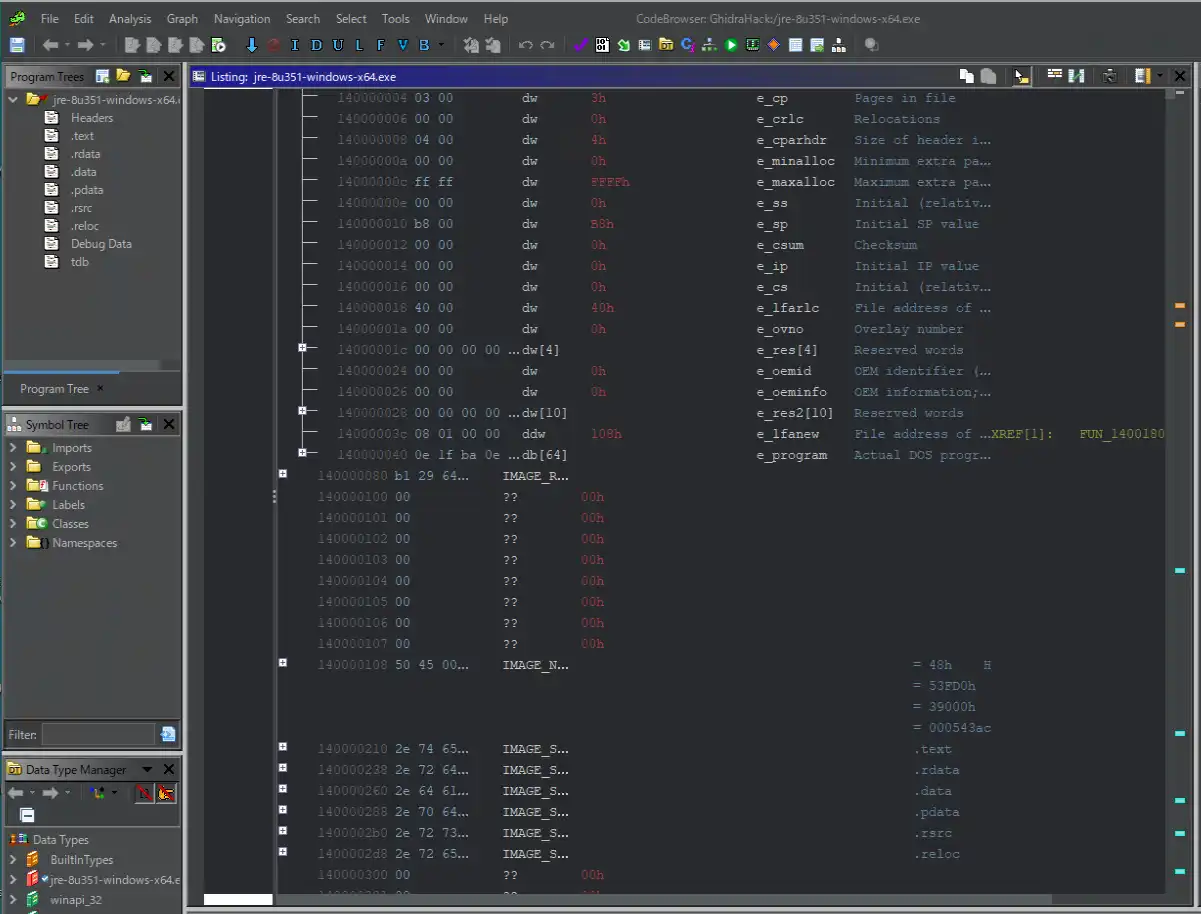 File Edit Analysis Graph Navigation Search Select Tools Window Help CodeBrowser: GhidraHack:/jre-8u351-windows-x64.exe
I D U L F V B
Program Trees
jre-8u351-windows-x64.
Headers
.text
.rdata
.data
.pdata
.rsrc
.reloc
Debug Data
tdb
Program Tree ×
Symbol Tree
Imports
Exports
Functions
Labels
Classes
Namespaces
Filter:
Data Type Manager
Data Types
BuiltInTypes
jre-8u351-windows-x64.e
winapi_32
Listing: jre-8u351-windows-x64.exe
140000004 03 00 dw 3h e_cp Pages in file
140000006 00 00 dw 0h e_crlc Relocations
140000008 04 00 dw 4h e_cparhdr Size of header i...
14000000a 00 00 dw 0h e_minalloc Minimum extra pa...
14000000c ff ff dw FFFFh e_maxalloc Maximum extra pa...
14000000e 00 00 dw 0h e_ss Initial (relativ...
140000010 b8 00 dw B8h e_sp Initial SP value
140000012 00 00 dw 0h e_csum Checksum
140000014 00 00 dw 0h e_ip Initial IP value
140000016 00 00 dw 0h e_cs Initial (relativ...
140000018 40 00 dw 40h e_lfarlc File address of ...
14000001a 00 00 dw 0h e_ovno Overlay number
14000001c 00 00 00 00 ...dw[4] e_res[4] Reserved words
140000024 00 00 dw 0h e_oemid OEM identifier (...
140000026 00 00 dw 0h e_oeminfo OEM information;...
140000028 00 00 00 00 ...dw[10] e_res2[10] Reserved words
14000003c 08 01 00 00 ddw 108h e_lfanew File address of ...XREF[1]: FUN_1400180
140000040 0e 1f ba 0e ...db[64] e_program Actual DOS progr...
140000080 b1 29 64... IMAGE_R...
140000100 00 ?? 00h
140000101 00 ?? 00h
140000102 00 ?? 00h
140000103 00 ?? 00h
140000104 00 ?? 00h
140000105 00 ?? 00h
140000106 00 ?? 00h
140000107 00 ?? 00h
140000108 50 45 00... IMAGE_N... = 48h H
= 53FD0h
= 39000h
= 000543ac
140000210 2e 74 65... IMAGE_S... .text
140000238 2e 72 64... IMAGE_S... .rdata
140000260 2e 64 61... IMAGE_S... .data
140000288 2e 70 64... IMAGE_S... .pdata
1400002b0 2e 72 73... IMAGE_S... .rsrc
1400002d8 2e 72 65... IMAGE_S... .reloc
140000300 00 ?? 00h